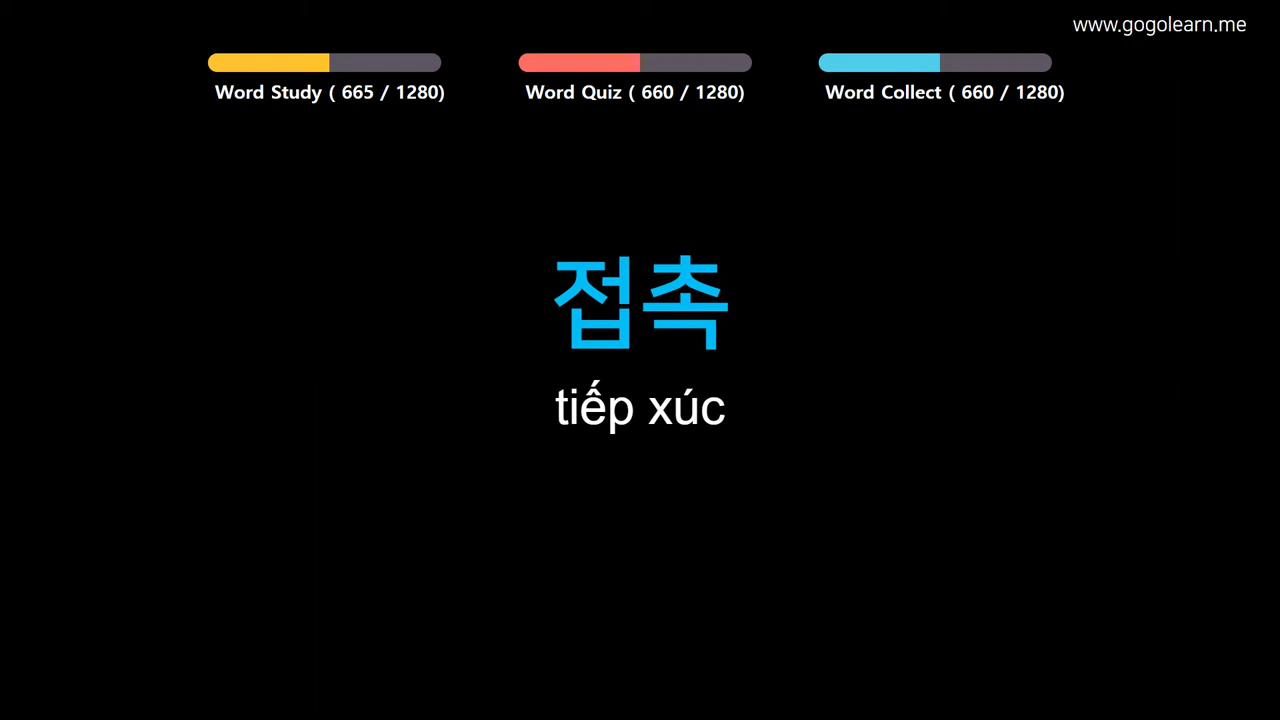 www.gogolearn.me
Word Study ( 665 / 1280)
Word Quiz ( 660 / 1280)
Word Collect ( 660 / 1280)
접촉
tiếp xúc